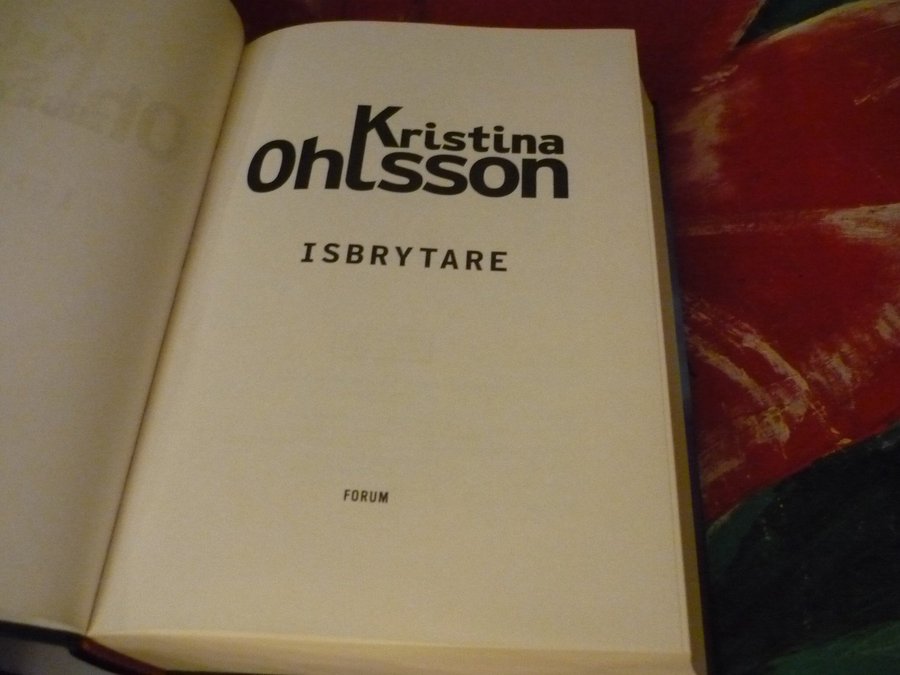 Kristina
Ohlsson
ISBRYTARE
FORUM